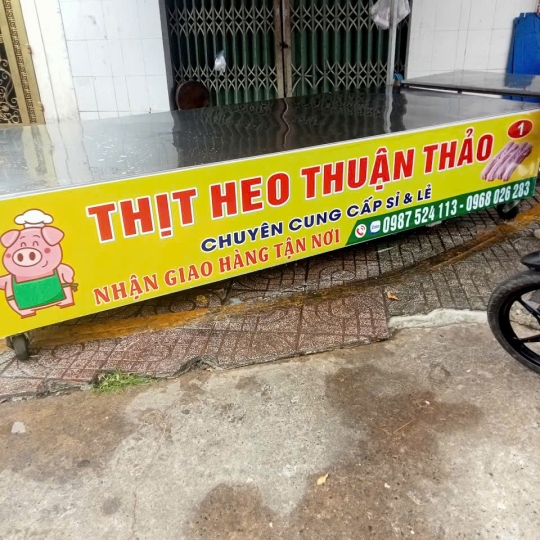 THỊT HEO THUẬN THẢO
1
CHUYÊN CUNG CẤP SỈ & LẺ
NHẬN GIAO HÀNG TẬN NƠI
0987 524 113 - 0968 026 283